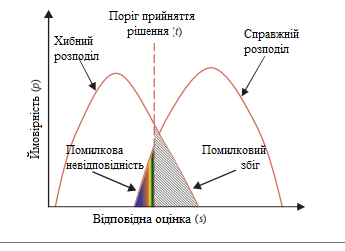 Поріг прийняття
рішення (t)
Хибний
розподіл
Справжній
розподіл
Ймовірність (p)
Помилкова
невідповідність
Помилковий
збіг
Відповідна оцінка (s)